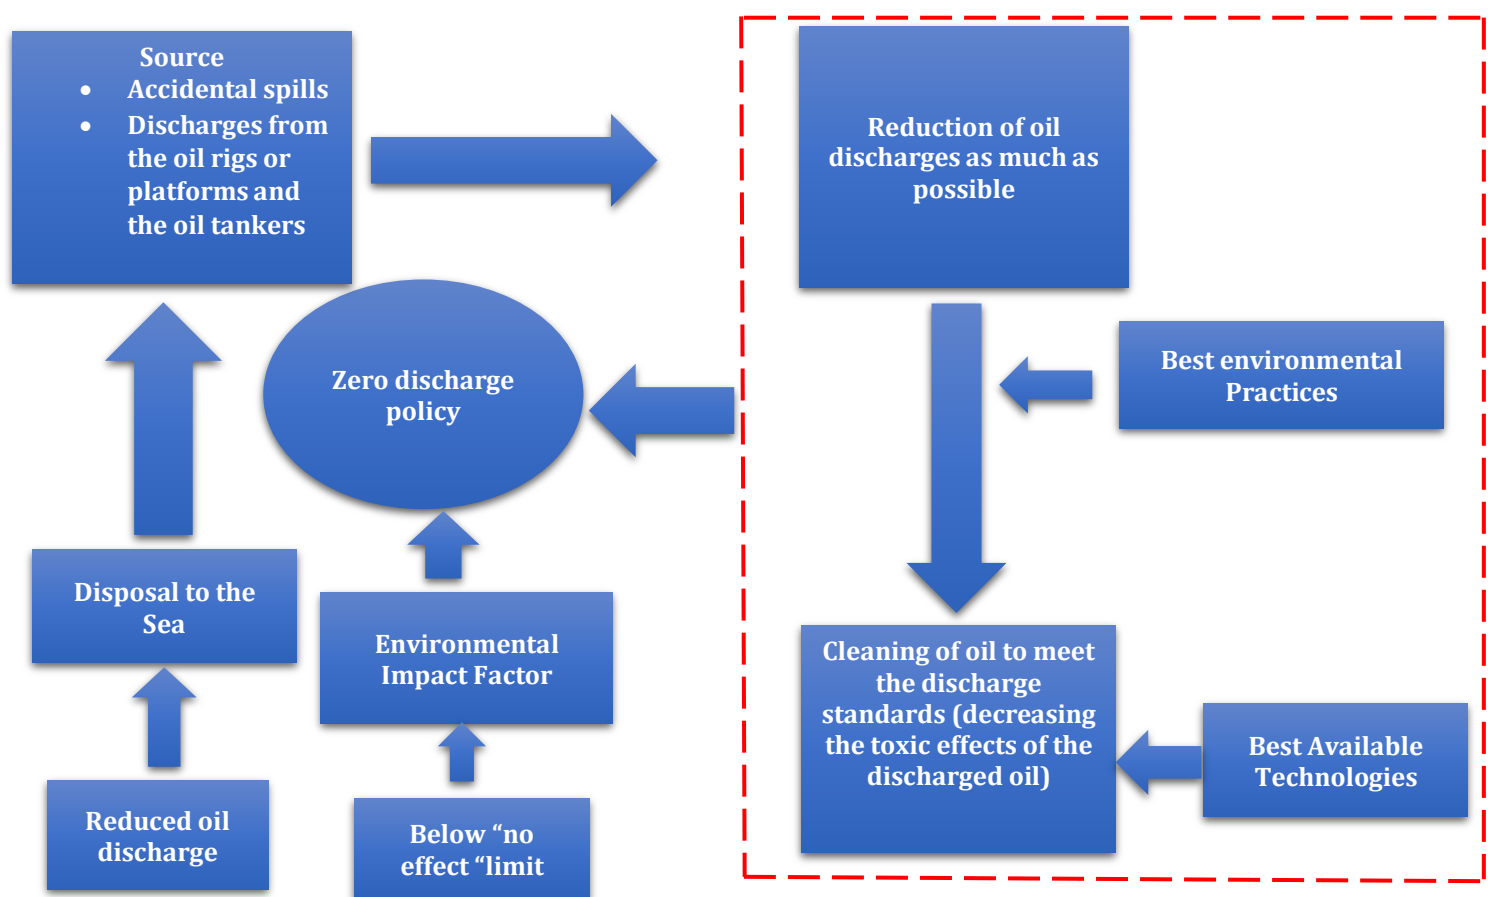 Source
• Accidental spills
• Discharges from
the oil rigs or
platforms and
the oil tankers
Reduction of oil
discharges as much as
possible
Zero discharge
policy
Best environmental
Practices
Disposal to the
Sea
Environmental
Impact Factor
Cleaning of oil to meet
the discharge
standards (decreasing
the toxic effects of the
discharged oil)
Best Available
Technologies
Reduced oil
discharge
Below “no
effect “limit